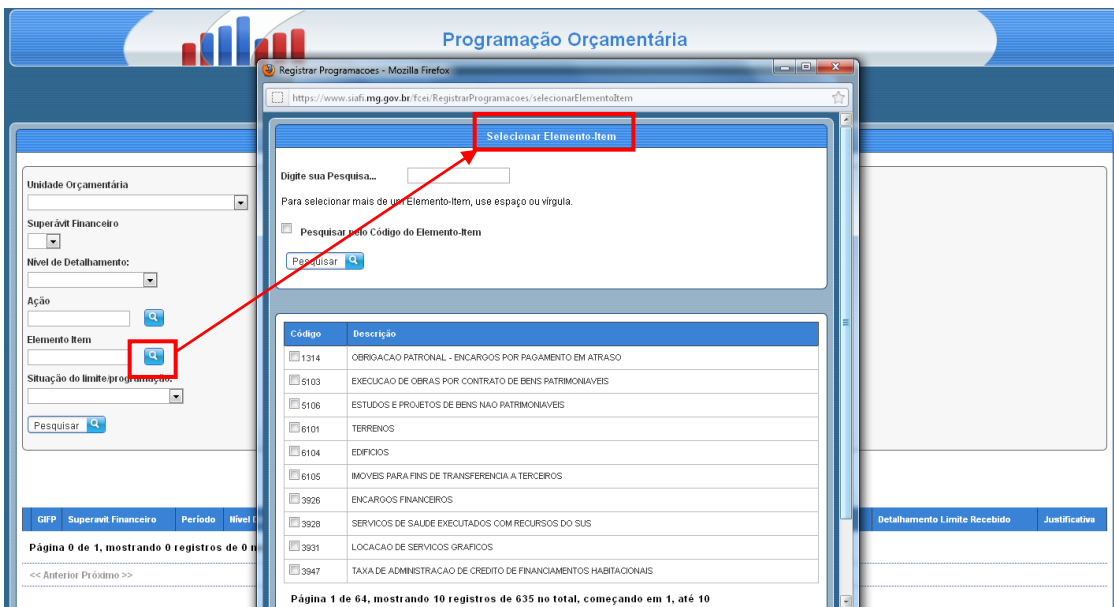 Programação Orçamentária
Registrar Programacoes - Mozilla Firefox
https://www.siafi.mg.gov.br/fcei/RegistrarProgramacoes/selecionarElementoItem
Selecionar Elemento-Item
Digite sua Pesquisa...
Para selecionar mais de um Elemento-Item, use espaço ou vírgula.
Pesquisar pelo Código do Elemento-Item
Pesquisar
Código Descrição
1314 OBRIGACAO PATRONAL - ENCARGOS POR PAGAMENTO EM ATRASO
5103 EXECUCAO DE OBRAS POR CONTRATO DE BENS PATRIMONIAVEIS
5106 ESTUDOS E PROJETOS DE BENS NAO PATRIMONIAVEIS
6101 TERRENOS
6104 EDIFICIOS
6105 IMOVEIS PARA FINS DE TRANSFERENCIA A TERCEIROS
3926 ENCARGOS FINANCEIROS
3928 SERVICOS DE SAUDE EXECUTADOS COM RECURSOS DO SUS
3931 LOCACAO DE SERVICOS GRAFICOS
3947 TAXA DE ADMINISTRACAO DE CREDITO DE FINANCIAMENTOS HABITACIONAIS
Página 1 de 64, mostrando 10 registros de 635 no total, começando em 1, até 10
Unidade Orçamentária
Superávit Financeiro
Nível de Detalhamento:
Ação
Elemento Item
Situação do limite/programação:
Pesquisar
GIFP Superavit Financeiro Período Nível Detalhamento Limite Recebido Justificativa
Página 0 de 1, mostrando 0 registros de 0
<< Anterior Próximo >>